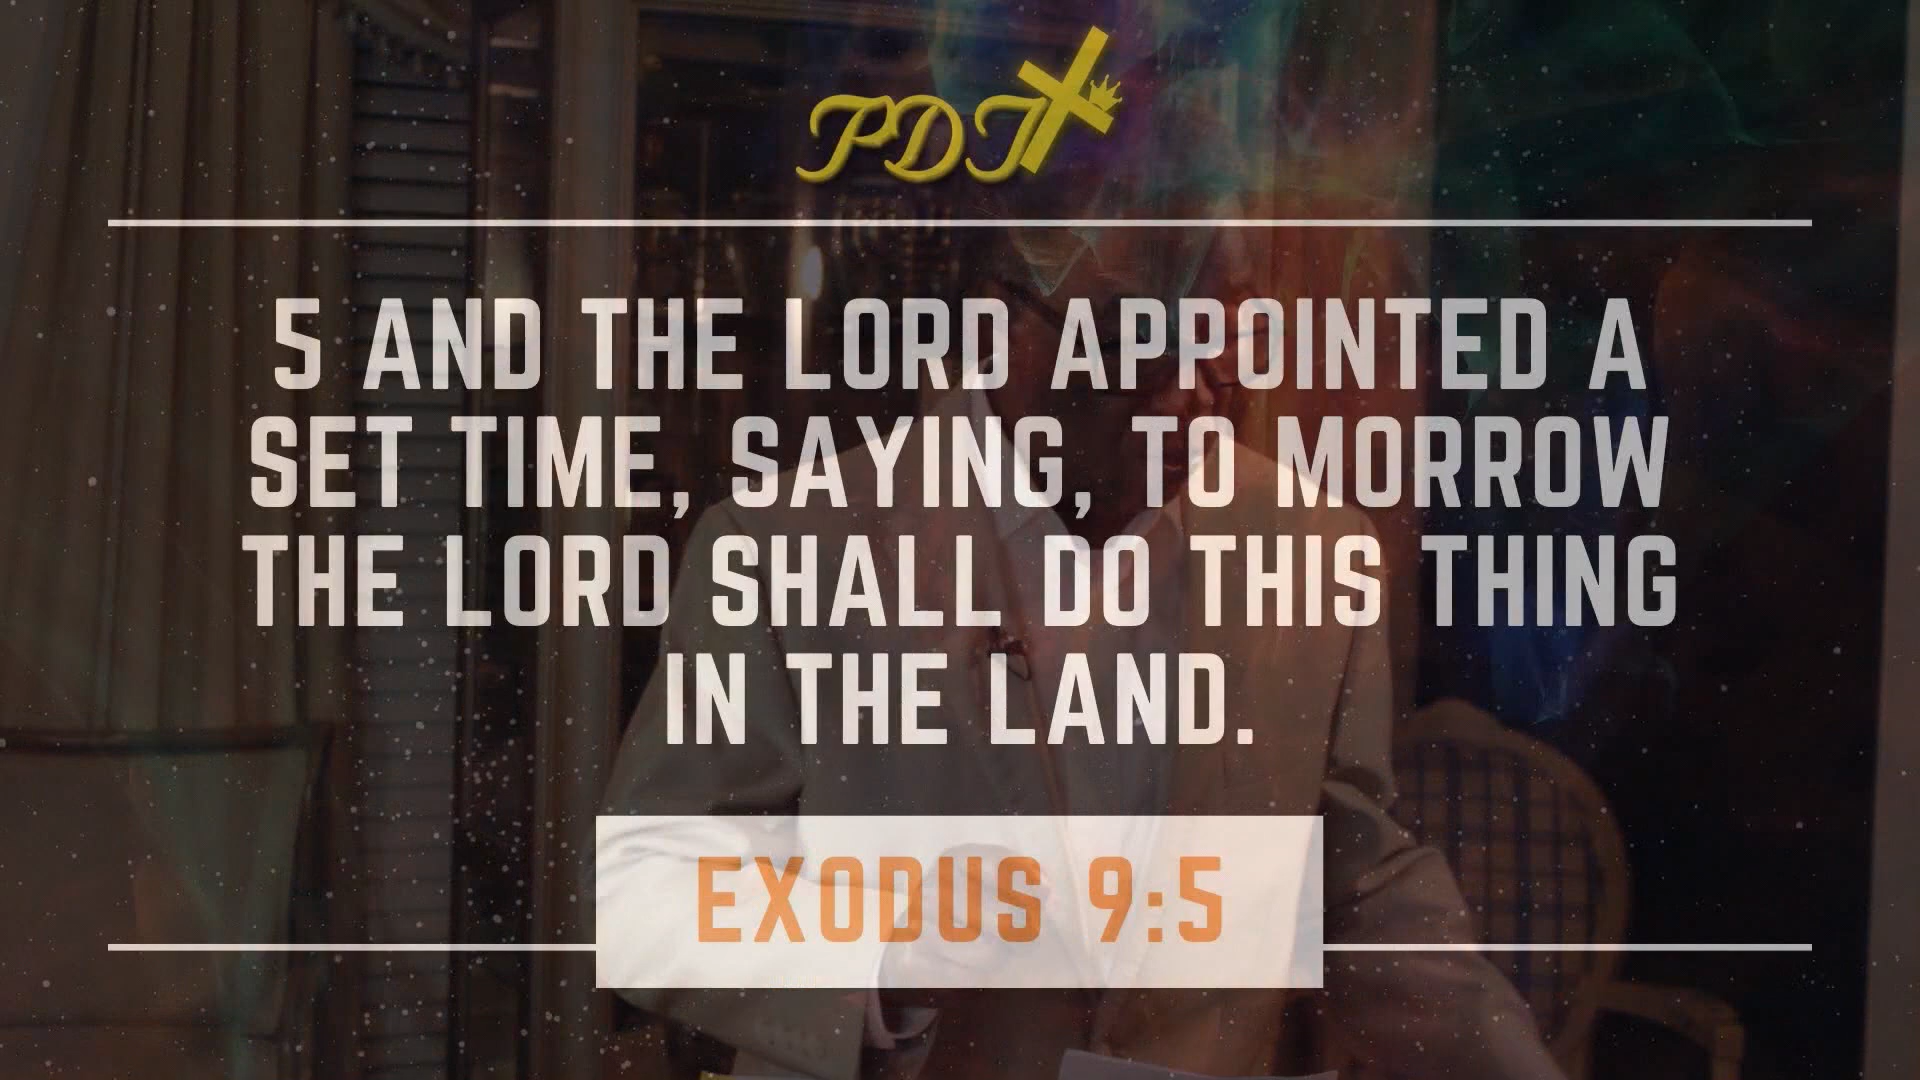 PDT
5 AND THE LORD APPOINTED A
SET TIME, SAYING, TO MORROW
THE LORD SHALL DO THIS THING
IN THE LAND.
EXODUS 9:5